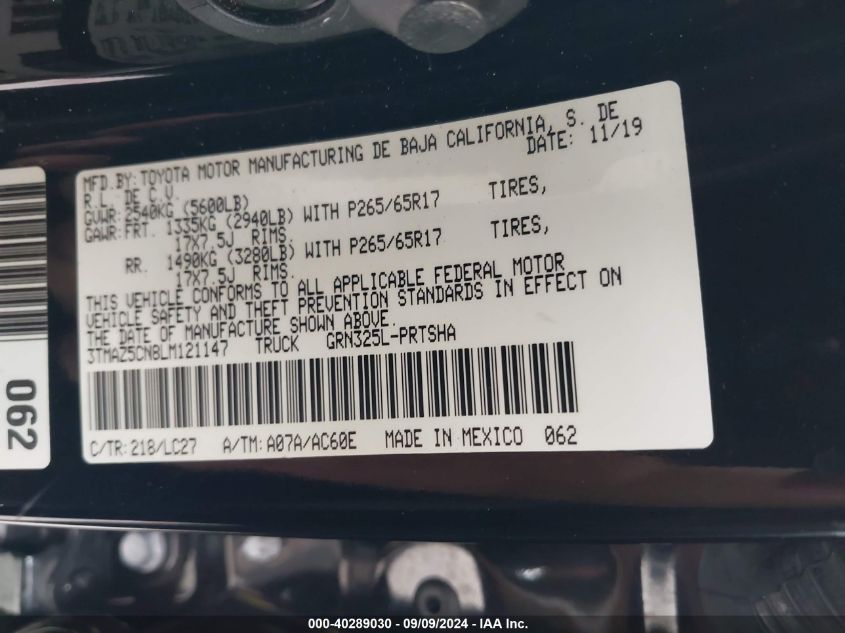 MFD.BY:TOYOTA MOTOR MANUFACTURING DE BAJA CALIFORNIA, S. DE
R.L. DE C.V. DATE: 11/19
GVWR:2540KG (5600LB)
GAWR:FRT. 1335KG (2940LB) WITH P265/65R17 TIRES,
17X7.5J RIMS.
RR. 1490KG (3280LB) WITH P265/65R17 TIRES,
17X7.5J RIMS.
THIS VEHICLE CONFORMS TO ALL APPLICABLE FEDERAL MOTOR
VEHICLE SAFETY AND THEFT PREVENTION STANDARDS IN EFFECT ON
THE DATE OF MANUFACTURE SHOWN ABOVE.
3TMAZ5CN8LM121147 TRUCK GRN325L-PRTSHA
C/TR:218/LC27 A/TM:A07A/AC60E MADE IN MEXICO 062
062
000-40289030 - 09/09/2024 - IAAI Inc.